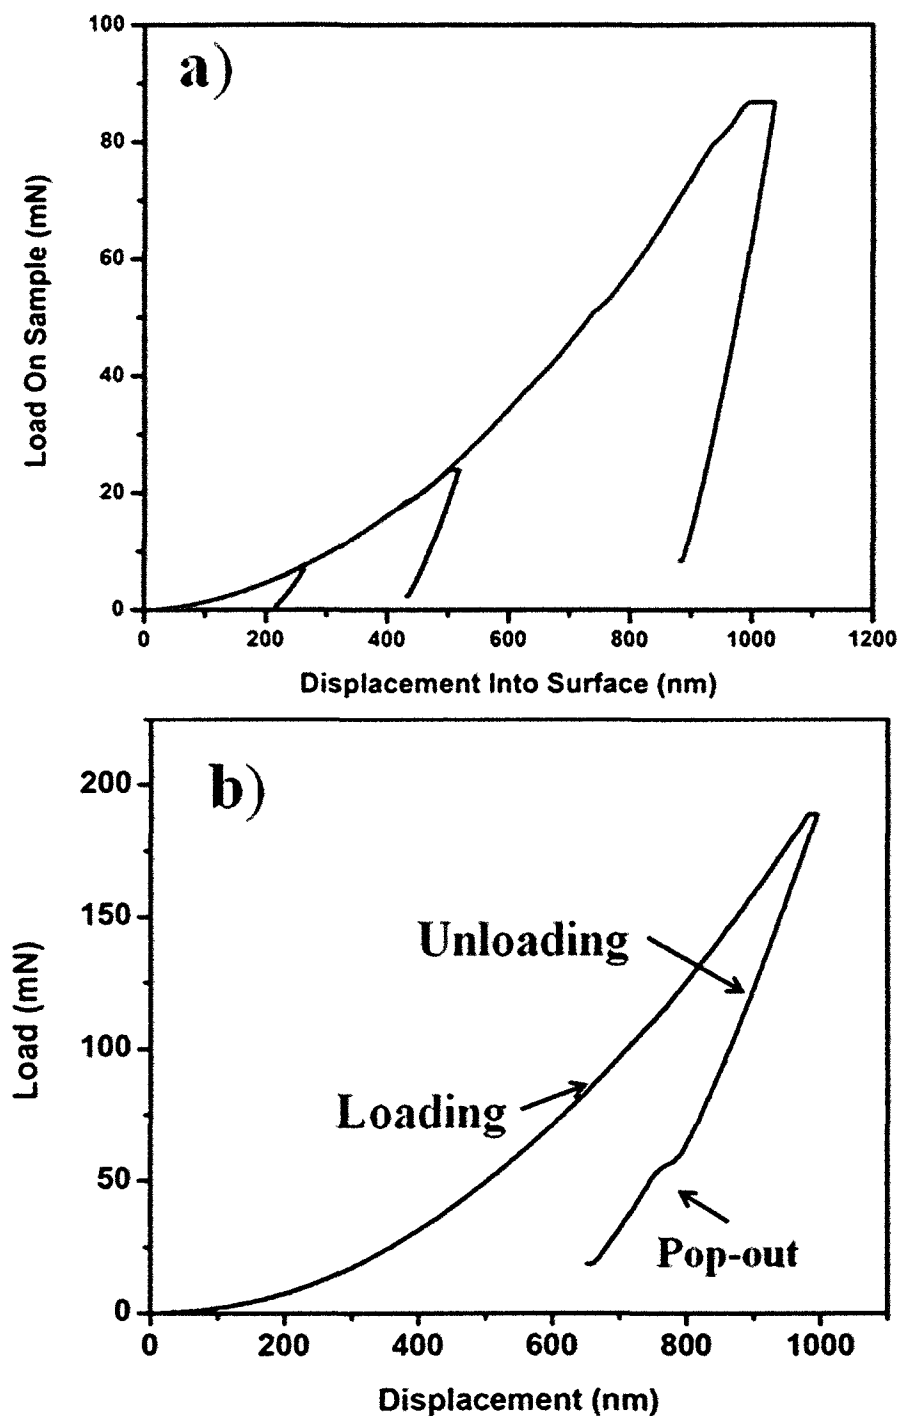 a)
100
80
60
40
20
0
Load On Sample (mN)
0 200 400 600 800 1000 1200
Displacement Into Surface (nm)
b)
200
150
100
50
0
Load (mN)
Unloading
Loading
Pop-out
0 200 400 600 800 1000
Displacement (nm)